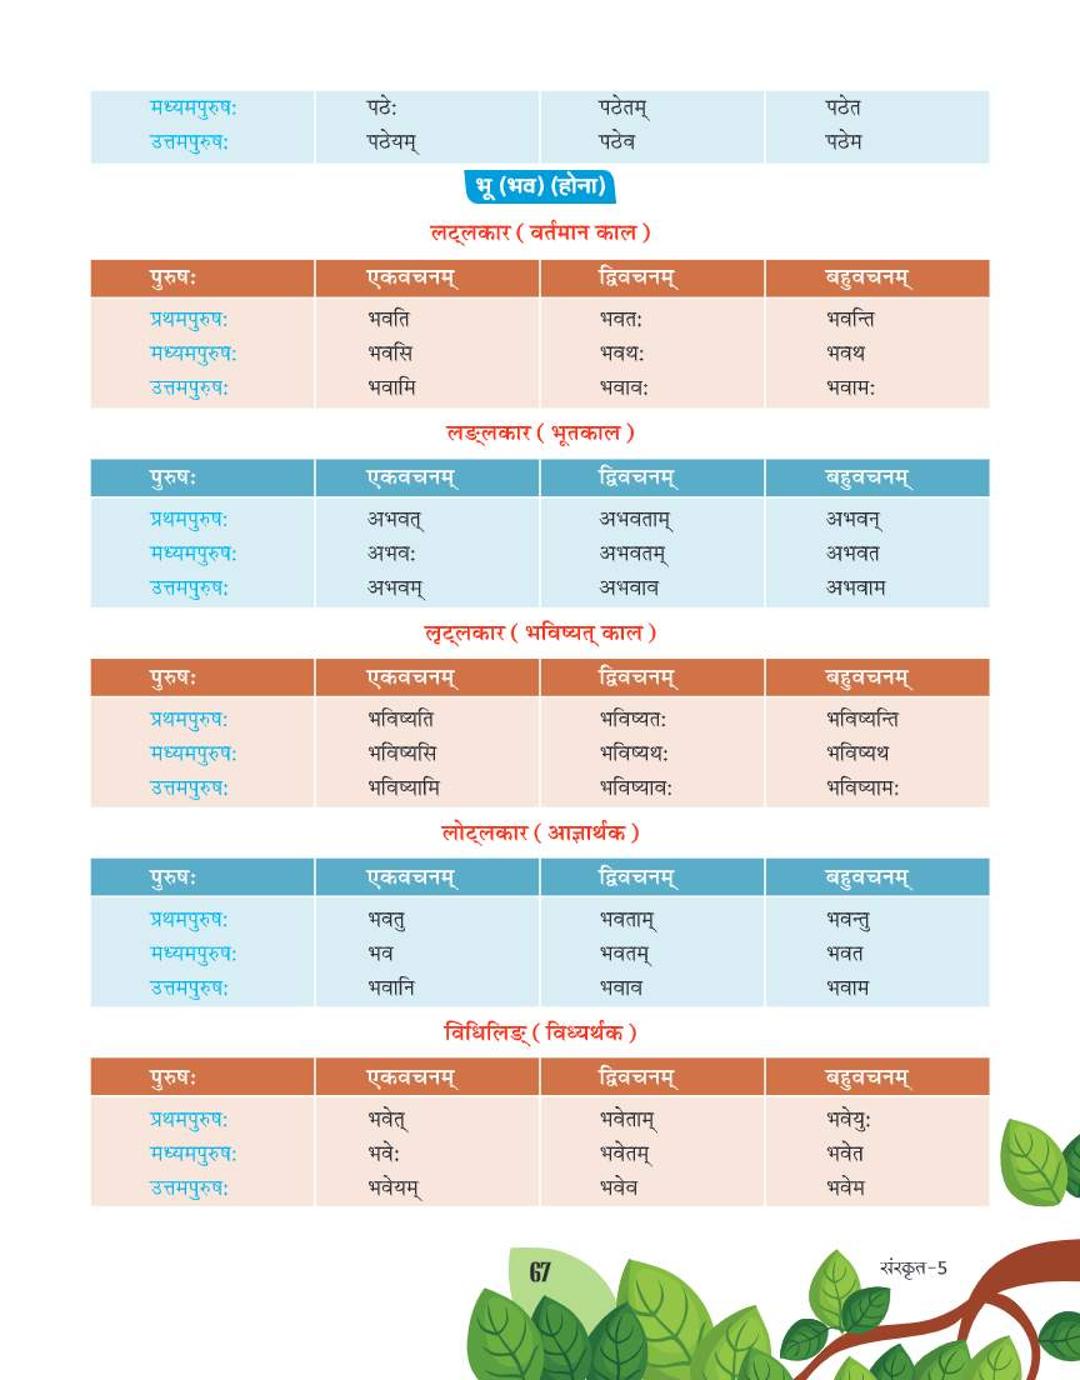 मध्यमपुरुष: पठे: पठेतम् पठेत
उत्तमपुरुष: पठेयम् पठेव पठेम
भू (भव) (होना)
लट्लकार ( वर्तमान काल )
पुरुष: एकवचनम् द्विवचनम् बहुवचनम्
प्रथमपुरुष: भवति भवत: भवन्ति
मध्यमपुरुष: भवसि भवथ: भवथ
उत्तमपुरुष: भवामि भवाव: भवाम:
लङ्लकार ( भूतकाल )
पुरुष: एकवचनम् द्विवचनम् बहुवचनम्
प्रथमपुरुष: अभवत् अभवताम् अभवन्
मध्यमपुरुष: अभव: अभवतम् अभवत
उत्तमपुरुष: अभवम् अभवाव अभवाम
लृट्लकार ( भविष्यत् काल )
पुरुष: एकवचनम् द्विवचनम् बहुवचनम्
प्रथमपुरुष: भविष्यति भविष्यत: भविष्यन्ति
मध्यमपुरुष: भविष्यसि भविष्यथ: भविष्यथ
उत्तमपुरुष: भविष्यामि भविष्याव: भविष्याम:
लोट्लकार ( आज्ञार्थक )
पुरुष: एकवचनम् द्विवचनम् बहुवचनम्
प्रथमपुरुष: भवतु भवताम् भवन्तु
मध्यमपुरुष: भव भवतम् भवत
उत्तमपुरुष: भवानि भवाव भवाम
विधिलिङ् ( विध्यर्थक )
पुरुष: एकवचनम् द्विवचनम् बहुवचनम्
प्रथमपुरुष: भवेत् भवेताम् भवेयु:
मध्यमपुरुष: भवे: भवेतम् भवेत
उत्तमपुरुष: भवेयम् भवेव भवेम
67 संस्कृत-5